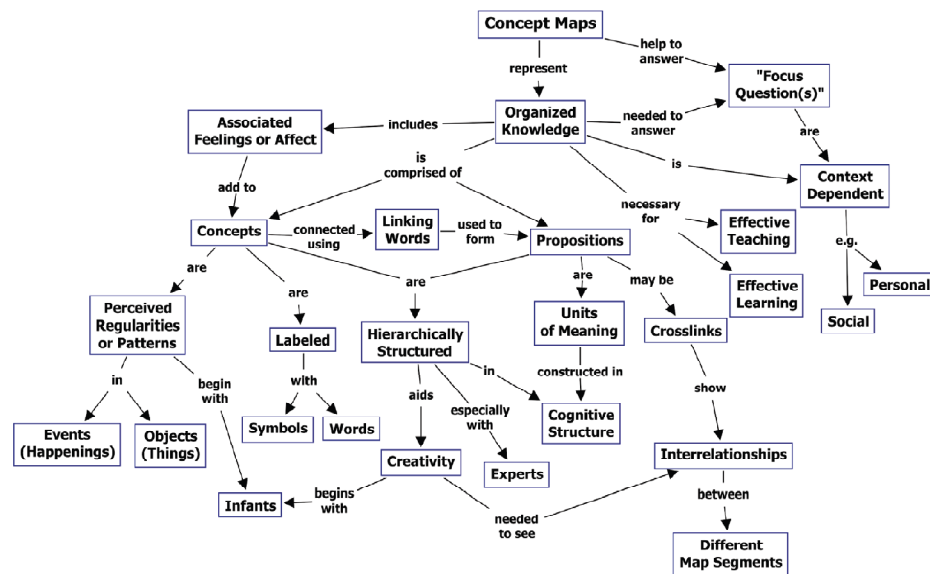 Concept Maps
help to
answer
represent
"Focus
Question(s)"
Organized
Knowledge
needed to
answer
Associated
Feelings or Affect
includes
are
is
comprised of
is
Context
Dependent
add to
necessary
for
Effective
Teaching
Concepts
connected
using
Linking
Words
used to
form
Propositions
e.g.
Personal
are
are
are
are
may be
Effective
Learning
Social
Perceived
Regularities
or Patterns
Labeled
Hierarchically
Structured
Units
of Meaning
Crosslinks
in
begin
with
with
aids
in
constructed in
show
especially
with
Events
(Happenings)
Objects
(Things)
Symbols
Words
Cognitive
Structure
Creativity
Experts
Interrelationships
Infants
begins
with
needed
to see
between
Different
Map Segments